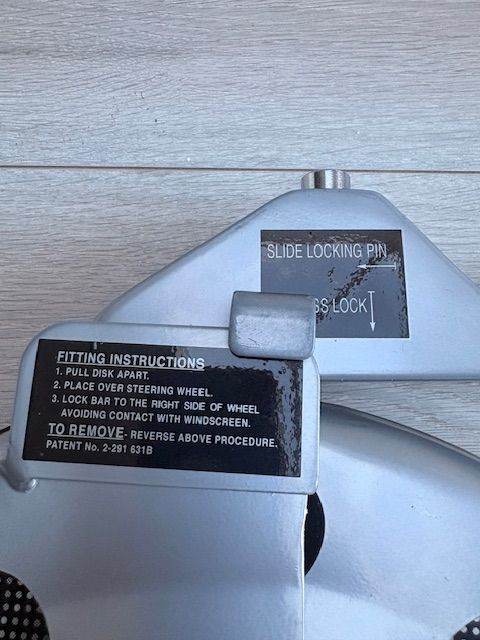 SLIDE LOCKING PIN
LOCK
FITTING INSTRUCTIONS
1. PULL DISK APART.
2. PLACE OVER STEERING WHEEL.
3. LOCK BAR TO THE RIGHT SIDE OF WHEEL
AVOIDING CONTACT WITH WINDSCREEN.
TO REMOVE - REVERSE ABOVE PROCEDURE.
PATENT No. 2-291 631B